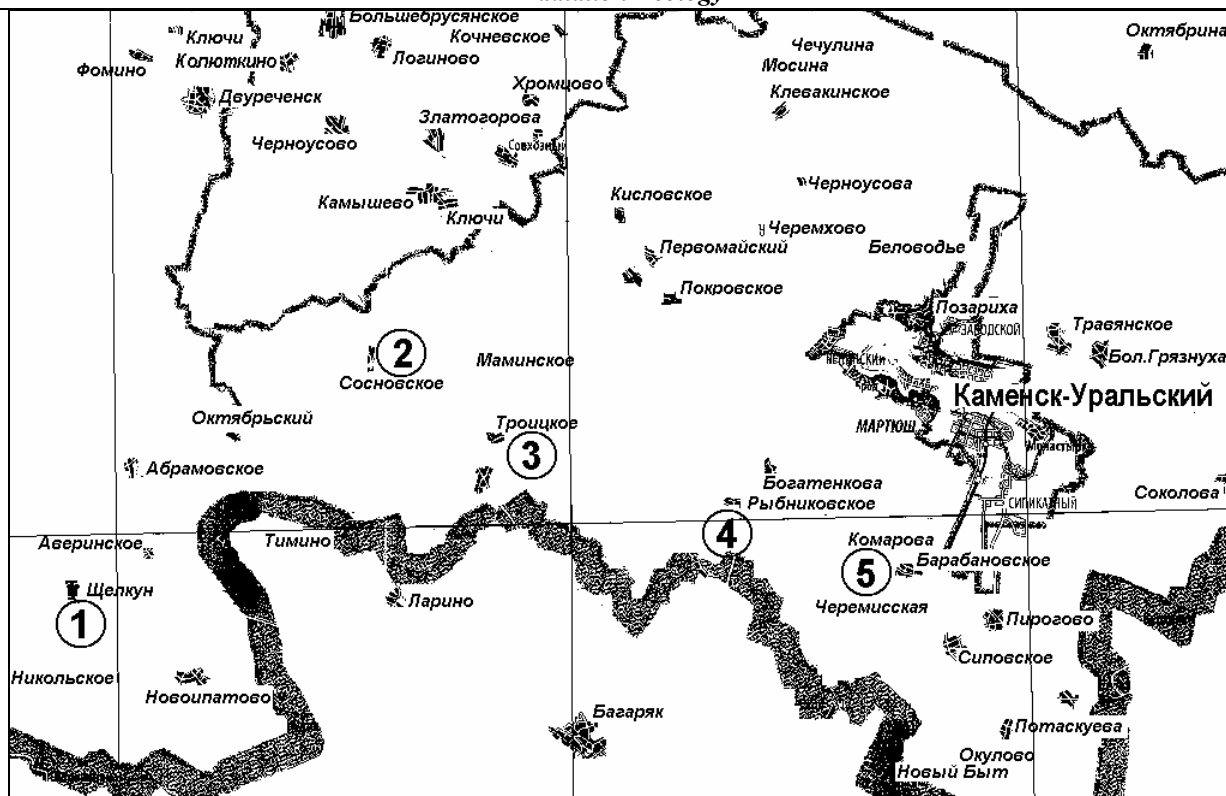 Большебрусянское
Ключи
Кочневское
Чечулина
Октябрина
Фомино
Колюткино
Логиново
Мосина
Двуреченск
Хромцово
Клевакинское
Златогорова
Черноусово
Совхозный
Камышево
Ключи
Кисловское
Черноусова
Черемхово
Первомайский
Беловодье
Покровское
Позариха
ЗАВОДСКОЙ
Травянское
2
Маминское
Бол.Грязнуха
Сосновское
Каменск-Уральский
Октябрьский
Троицкое
МАРТЮШ
3
Абрамовское
Богатенкова
Рыбниковское
СИЛИКАТНЫЙ
Соколова
Аверинское
Тимино
4
Комарова
Барабановское
5
Щелкун
Ларино
Черемисская
1
Пирогово
Сиповское
Никольское
Новоипатово
Багаряк
Потаскуева
Окулово
Новый Быт